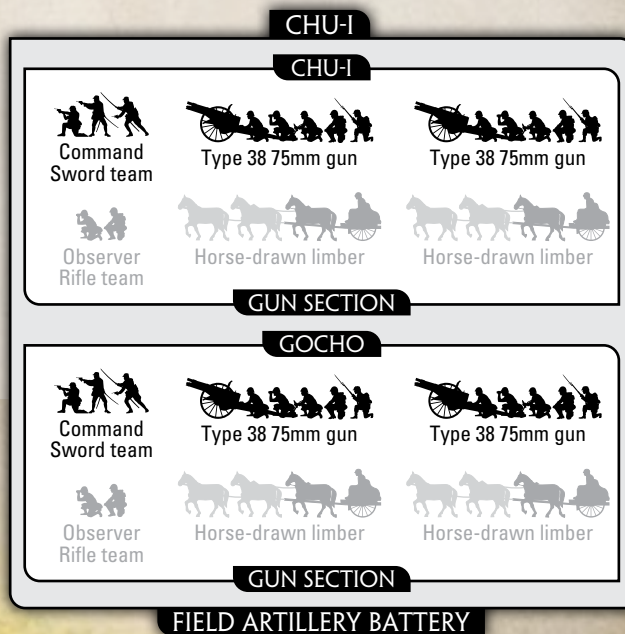 CHU-I
CHU-I
Command
Sword team
Type 38 75mm gun
Type 38 75mm gun
Observer
Rifle team
Horse-drawn limber
Horse-drawn limber
GUN SECTION
GOCHO
Command
Sword team
Type 38 75mm gun
Type 38 75mm gun
Observer
Rifle team
Horse-drawn limber
Horse-drawn limber
GUN SECTION
FIELD ARTILLERY BATTERY